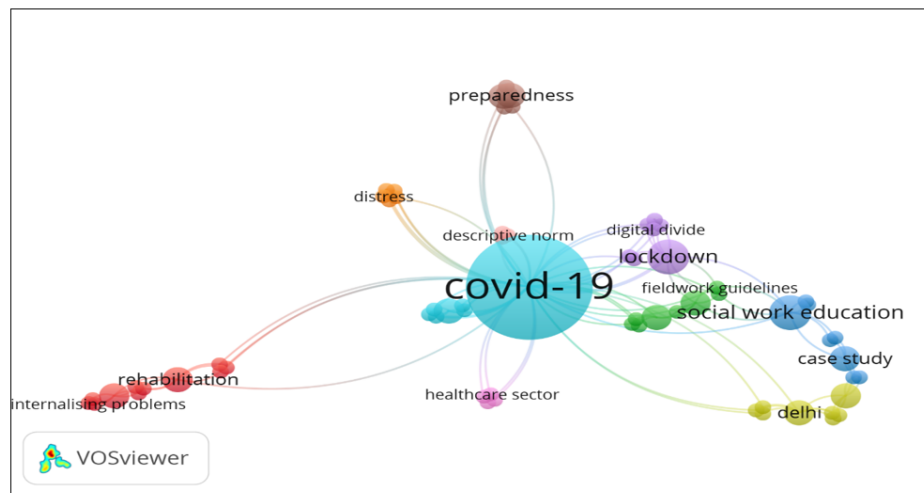 preparedness
distress
descriptive norm
digital divide
lockdown
covid-19
fieldwork guidelines
social work education
case study
rehabilitation
healthcare sector
internalising problems
delhi
VOSviewer